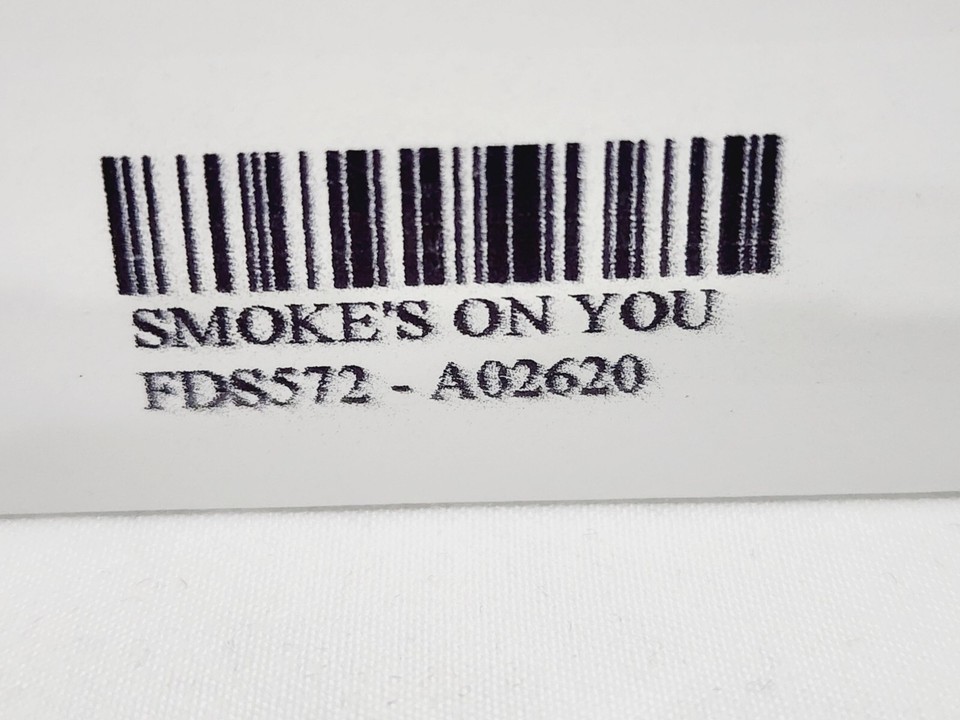 SMOKE'S ON YOU
FDS572 - A02620